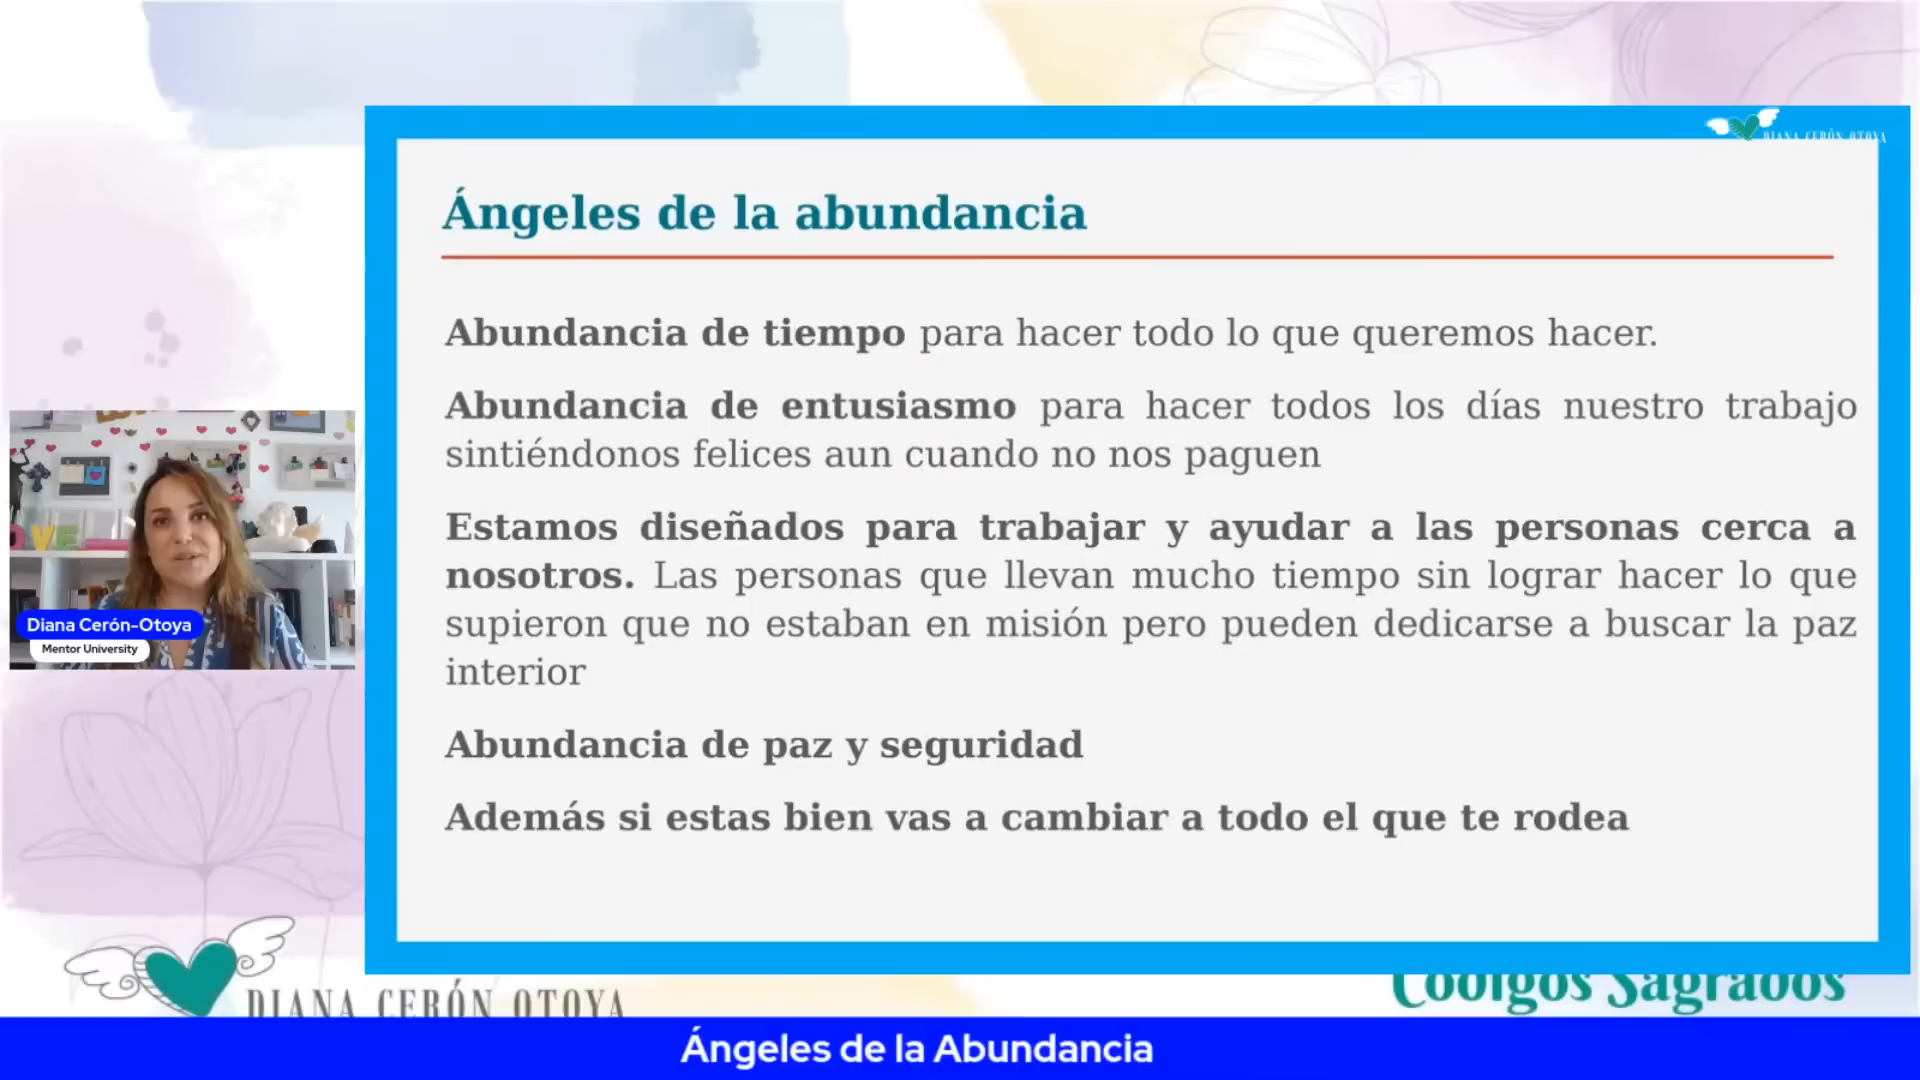 DIANA CERÓN OTOYA
Ángeles de la abundancia
Abundancia de tiempo para hacer todo lo que queremos hacer.
Abundancia de entusiasmo para hacer todos los días nuestro trabajo
sintiéndonos felices aun cuando no nos paguen
Estamos diseñados para trabajar y ayudar a las personas cerca a
nosotros. Las personas que llevan mucho tiempo sin lograr hacer lo que
supieron que no estaban en misión pero pueden dedicarse a buscar la paz
interior
Abundancia de paz y seguridad
Además si estas bien vas a cambiar a todo el que te rodea
OVE
Diana Cerón-Otoya
Mentor University
DIANA CERÓN OTOYA
Códigos Sagrados
Ángeles de la Abundancia